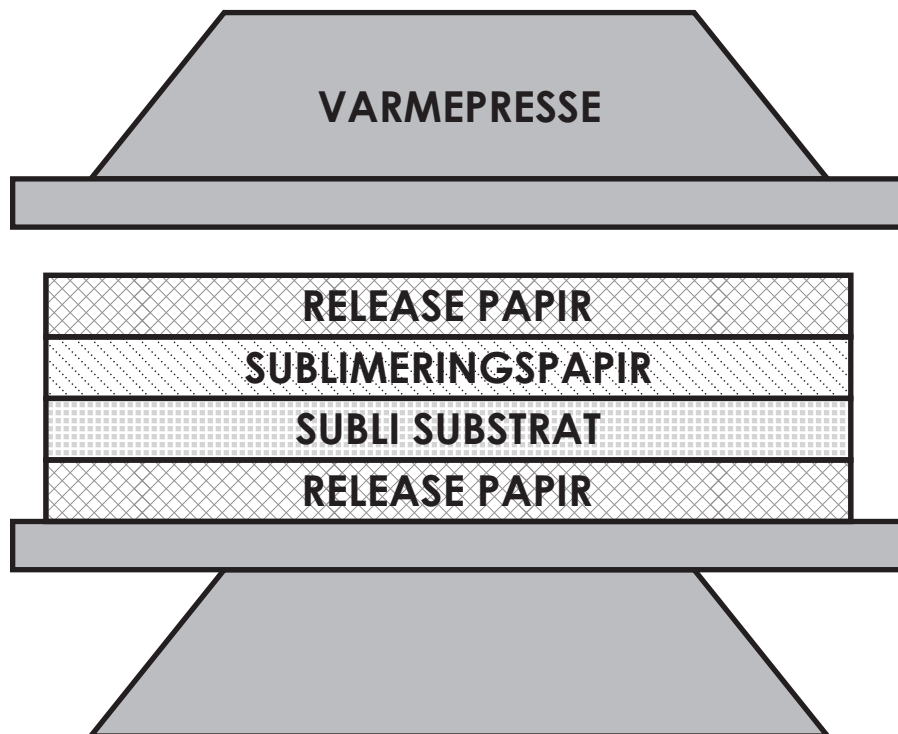 VARMEPRESSE
RELEASE PAPIR
SUBLIMERINGSPAPIR
SUBLI SUBSTRAT
RELEASE PAPIR